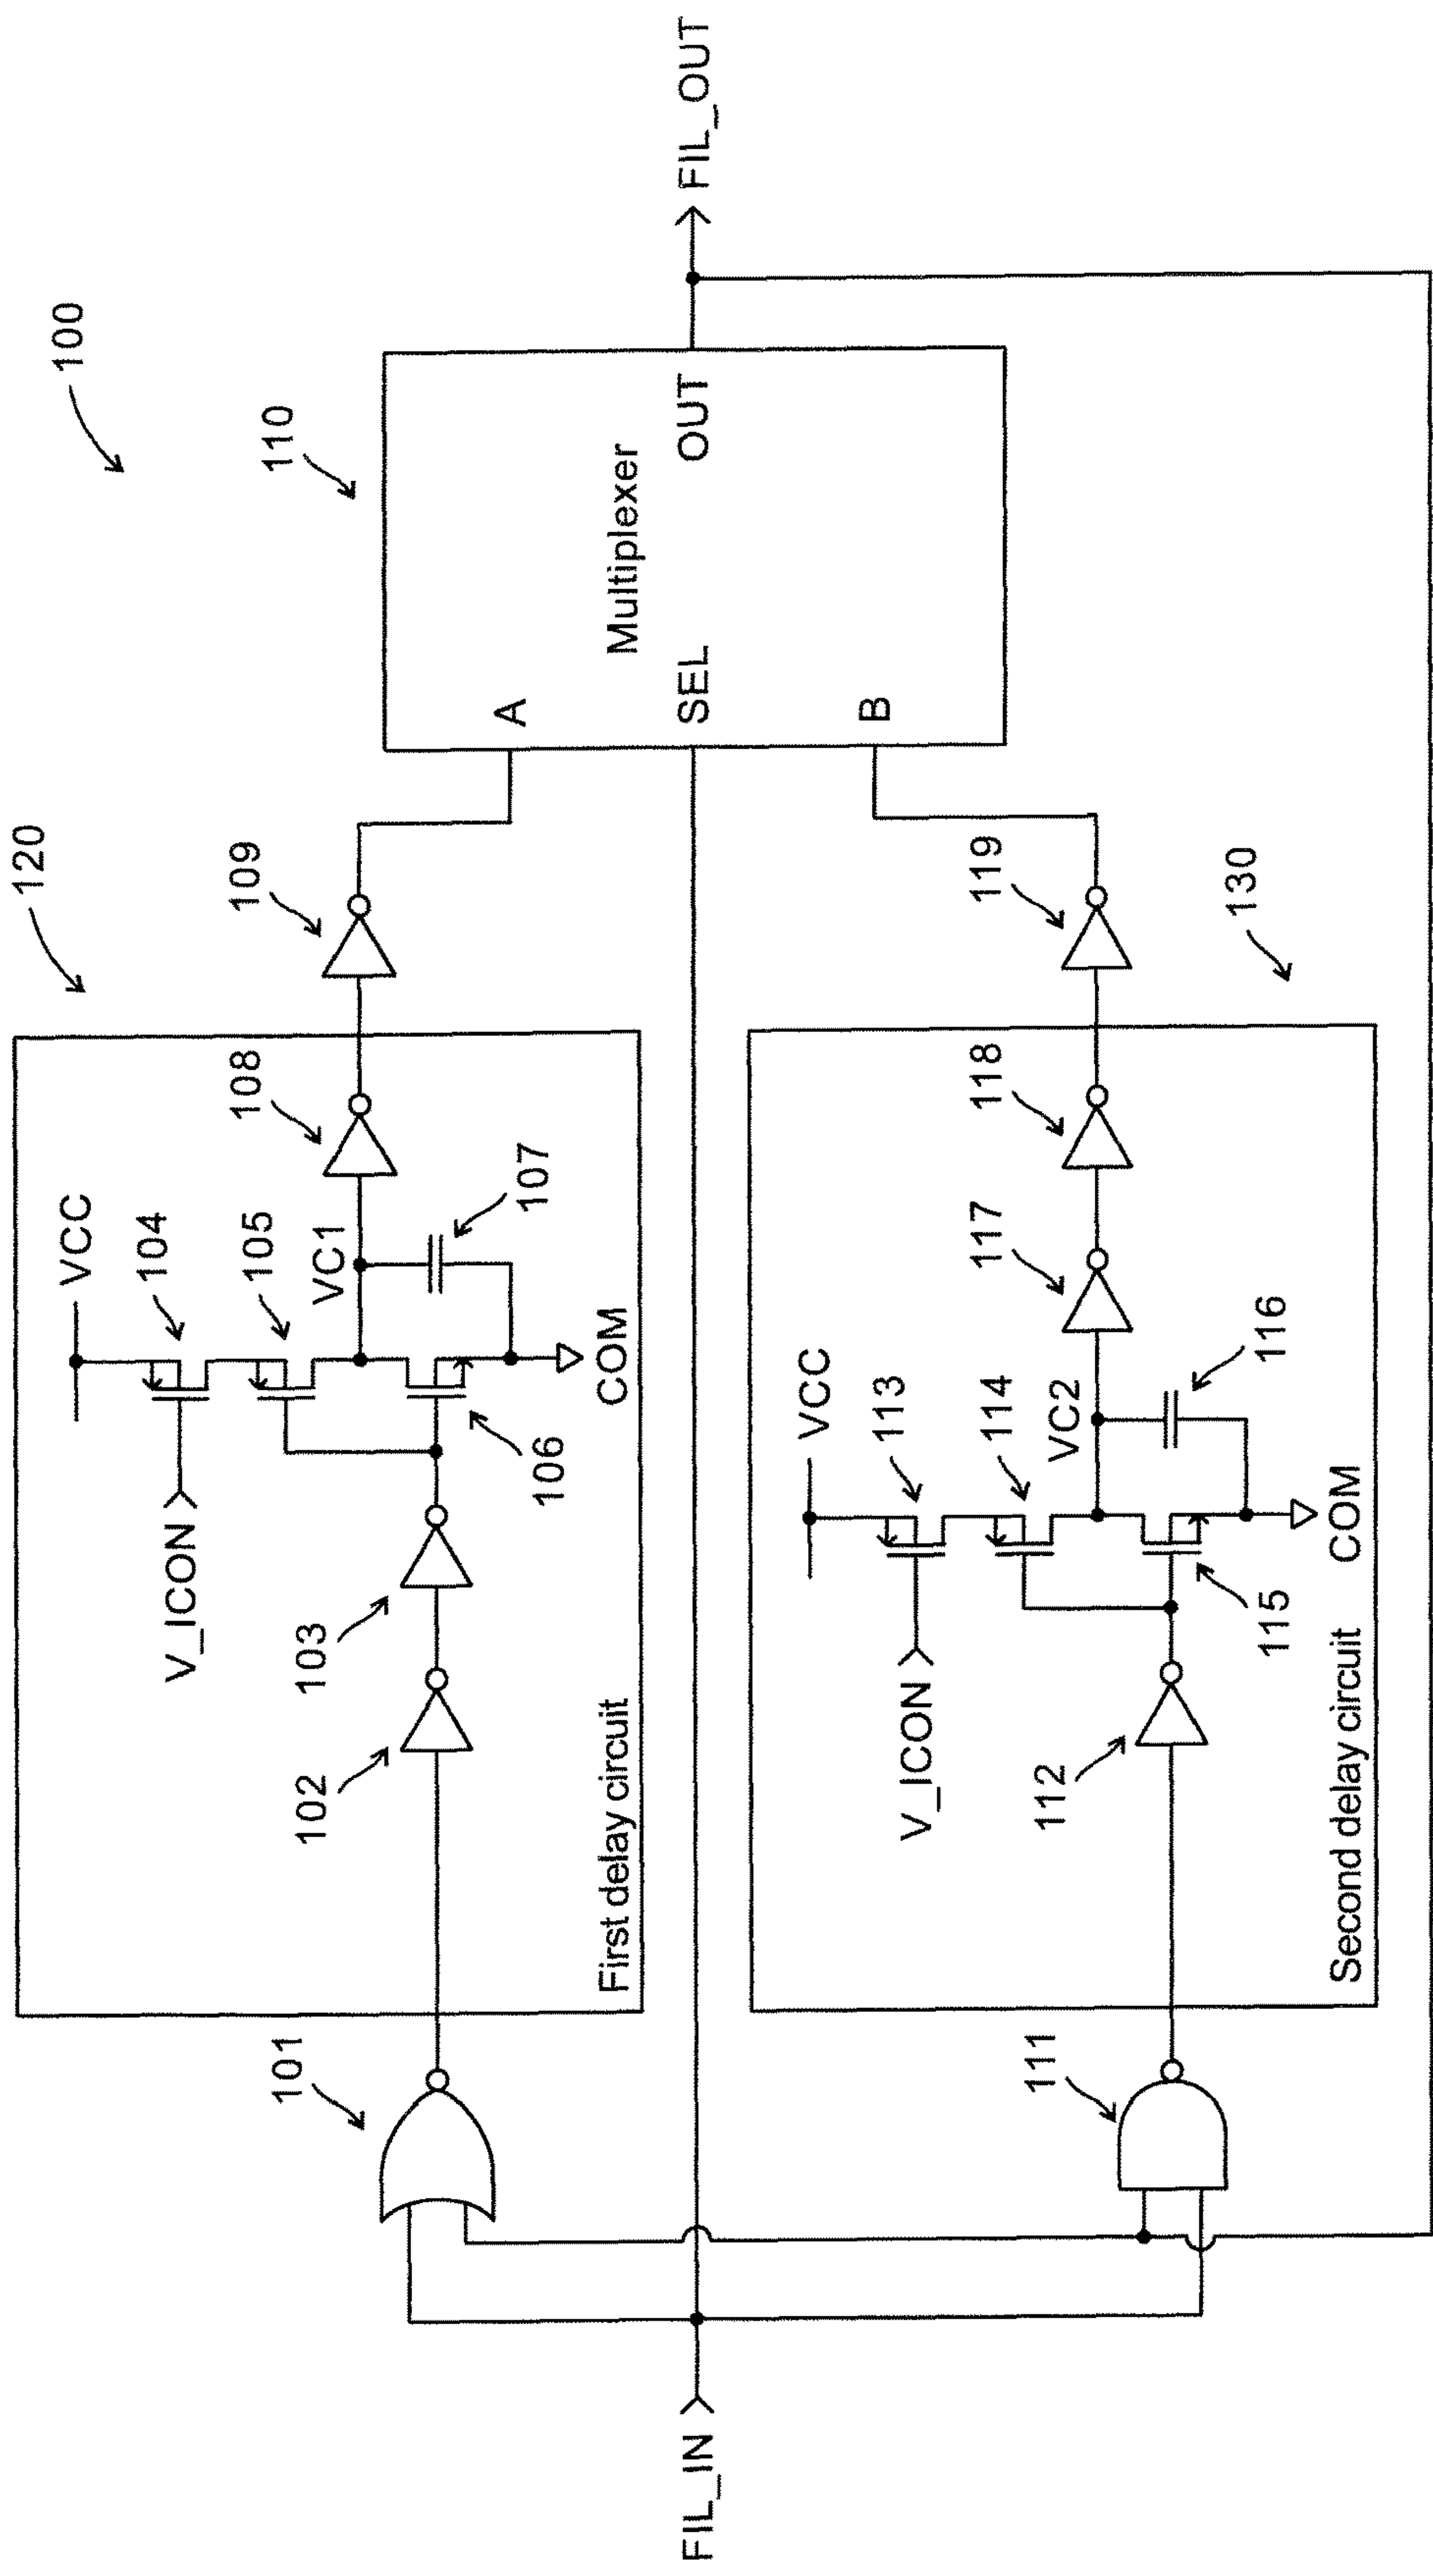 100
120
110
109
VCC
104
105
VC1
108
107
V_ICON
COM
106
103
102
First delay circuit
101
A
Multiplexer
SEL
OUT
B
FIL_OUT
FIL_IN
119
130
118
117
VCC
113
114
VC2
116
V_ICON
COM
115
112
Second delay circuit
111